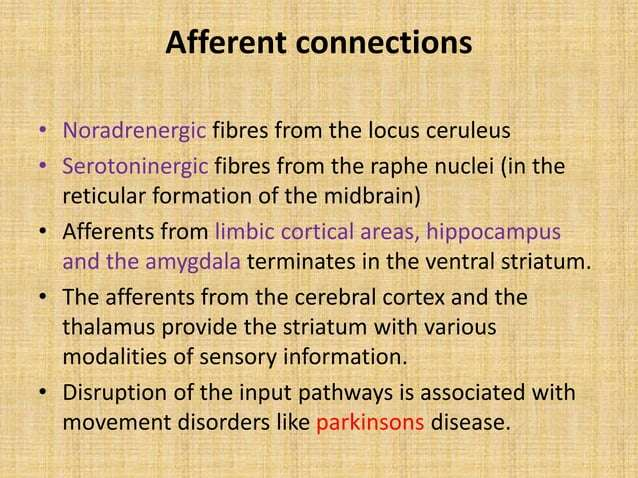 Afferent connections
• Noradrenergic fibres from the locus ceruleus
• Serotoninergic fibres from the raphe nuclei (in the
reticular formation of the midbrain)
• Afferents from limbic cortical areas, hippocampus
and the amygdala terminates in the ventral striatum.
• The afferents from the cerebral cortex and the
thalamus provide the striatum with various
modalities of sensory information.
• Disruption of the input pathways is associated with
movement disorders like parkinsons disease.